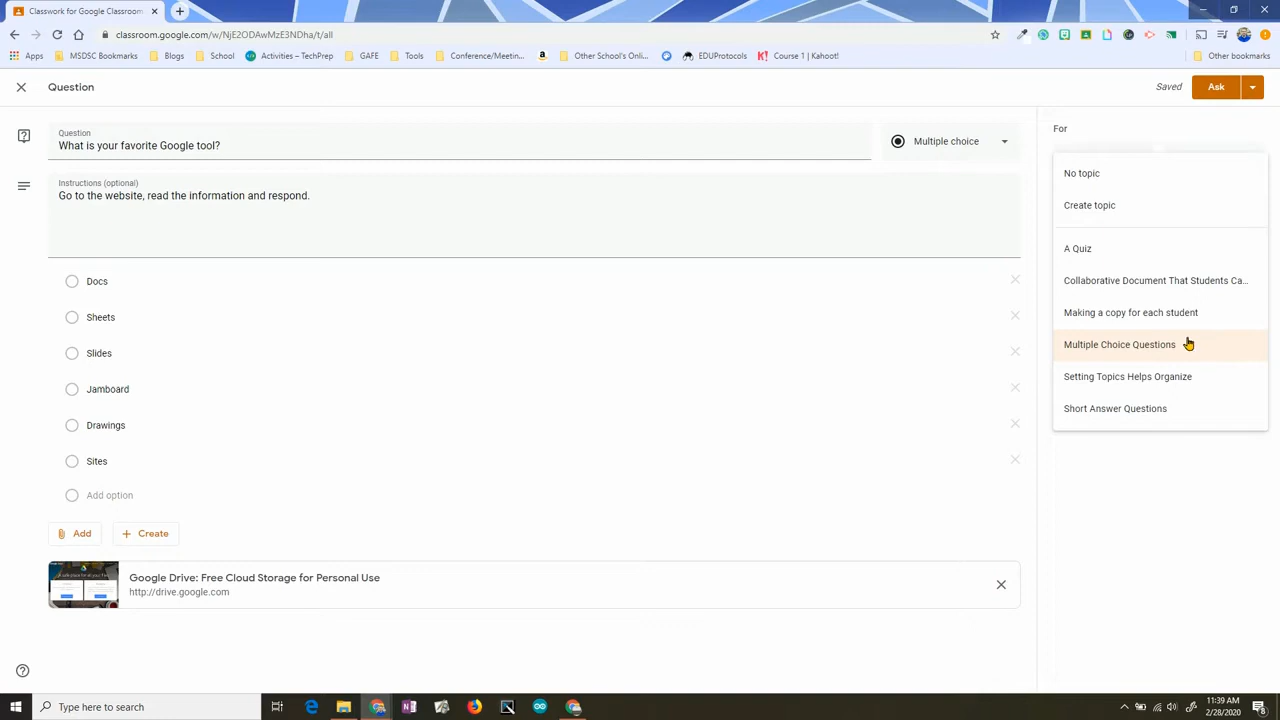 Classwork for Google Classroom
classroom.google.com/w/NjE2ODAwMzE3NDha/t/all
Apps
MSDSC Bookmarks
Blogs
School
Activities – TechPrep
GAFE
Tools
Conference/Meetin...
Other School's Onli...
EDUProtocols
Course 1 | Kahoot!
Other bookmarks
Question
Saved
Ask
Question
What is your favorite Google tool?
Multiple choice
For
Instructions (optional)
Go to the website, read the information and respond.
No topic
Create topic
A Quiz
Collaborative Document That Students Ca...
Making a copy for each student
Multiple Choice Questions
Setting Topics Helps Organize
Short Answer Questions
Docs
Sheets
Slides
Jamboard
Drawings
Sites
Add option
Add
Create
Google Drive: Free Cloud Storage for Personal Use
http://drive.google.com
Type here to search
11:39 AM
2/28/2020